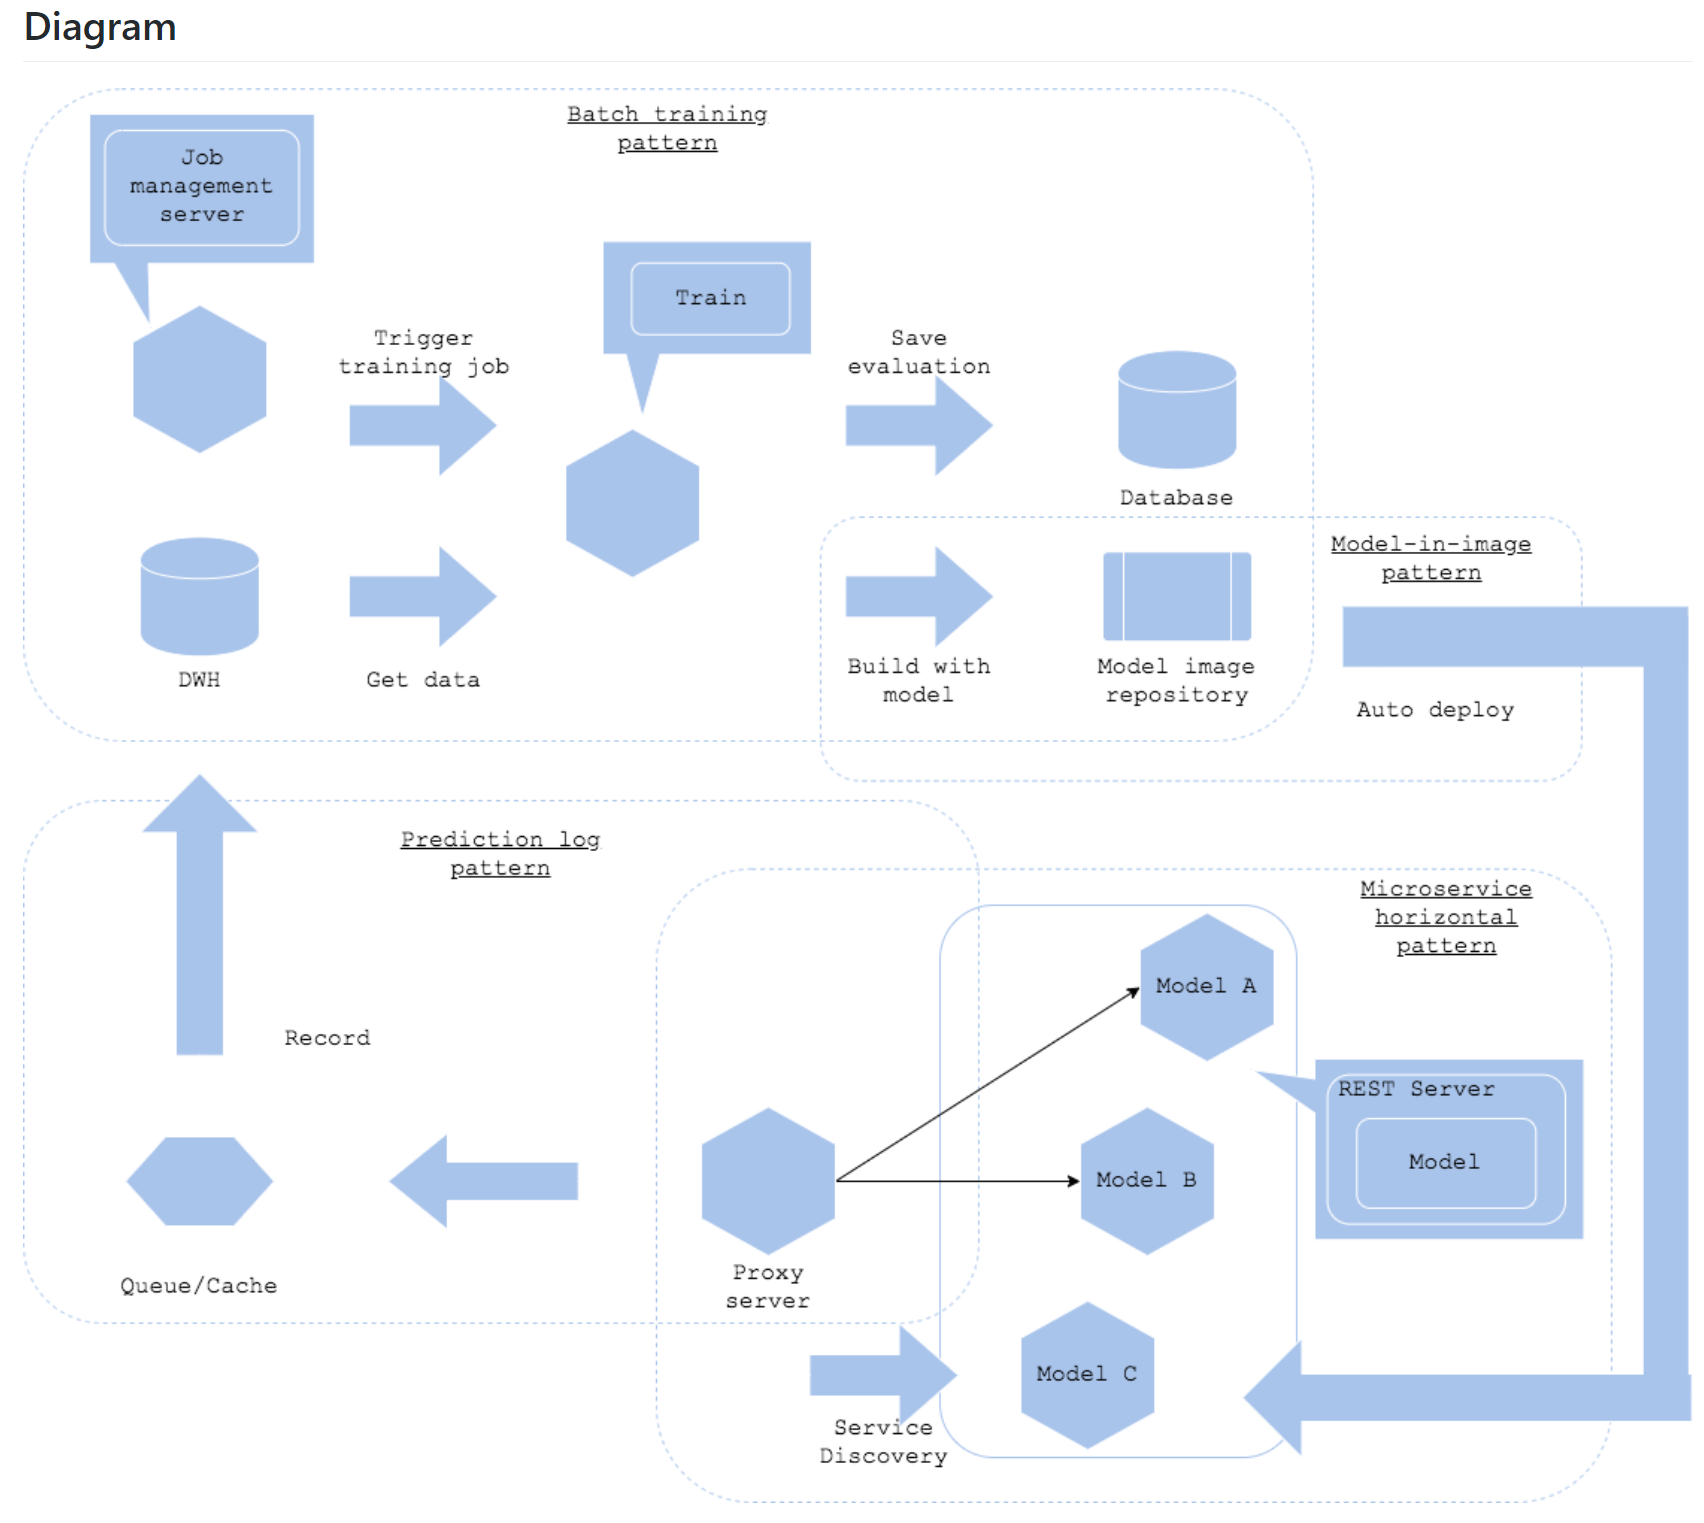 Diagram
Batch training
pattern
Job
management
server
Train
Trigger
training job
Save
evaluation
Database
Model-in-image
pattern
DWH
Get data
Build with
model
Model image
repository
Auto deploy
Prediction log
pattern
Microservice
horizontal
pattern
Model A
Record
REST Server
Model
Model B
Proxy
server
Queue/Cache
Model C
Service
Discovery